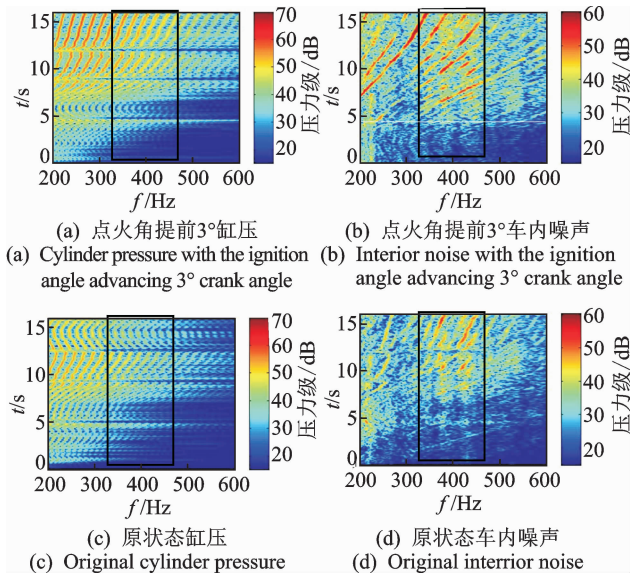 70
60
50
40
30
20
压力级/dB
15
10
5
0
t/s
200 300 400 500 600
f/Hz
(a) 点火角提前3°缸压
(a) Cylinder pressure with the ignition
angle advancing 3° crank angle
60
50
40
30
20
压力级/dB
15
10
5
0
t/s
200 300 400 500 600
f/Hz
(b) 点火角提前3°车内噪声
(b) Interior noise with the ignition
angle advancing 3° crank angle
70
60
50
40
30
20
压力级/dB
15
10
5
0
t/s
200 300 400 500 600
f/Hz
(c) 原状态缸压
(c) Original cylinder pressure
60
50
40
30
20
压力级/dB
15
10
5
0
t/s
200 300 400 500 600
f/Hz
(d) 原状态车内噪声
(d) Original interrior noise